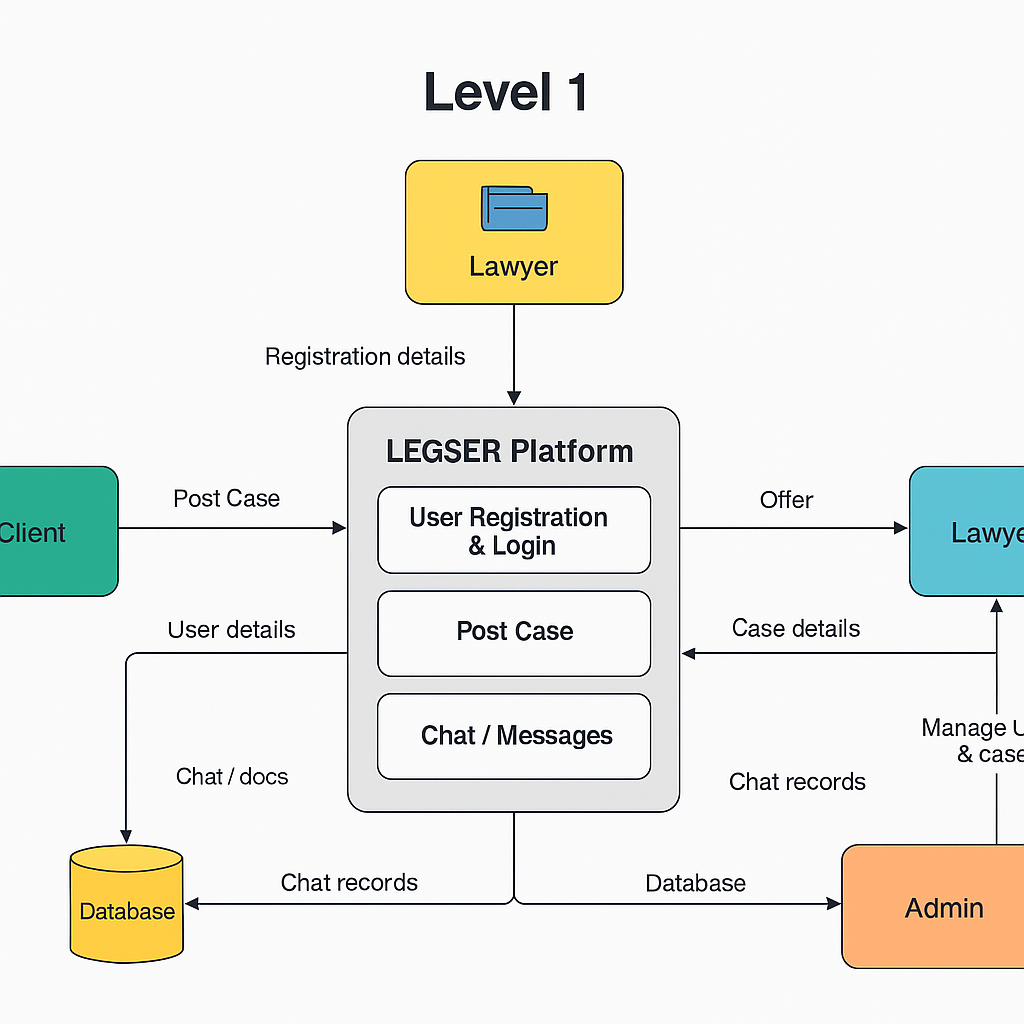 Level 1
Lawyer
Registration details
LEGSER Platform
User Registration
& Login
Post Case
Offer
Client
Lawye
Post Case
User details
Case details
Chat / Messages
Manage U
& case
Chat / docs
Chat records
Chat records
Database
Database
Admin